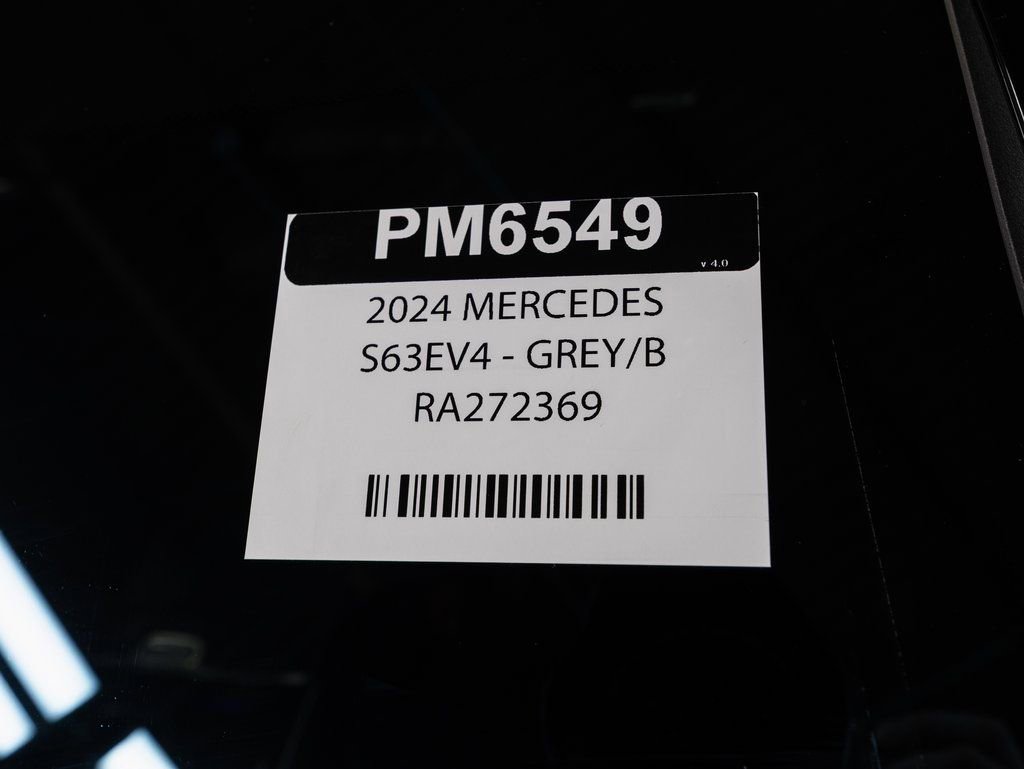 PM6549
v 4.0
2024 MERCEDES
S63EV4 - GREY/B
RA272369